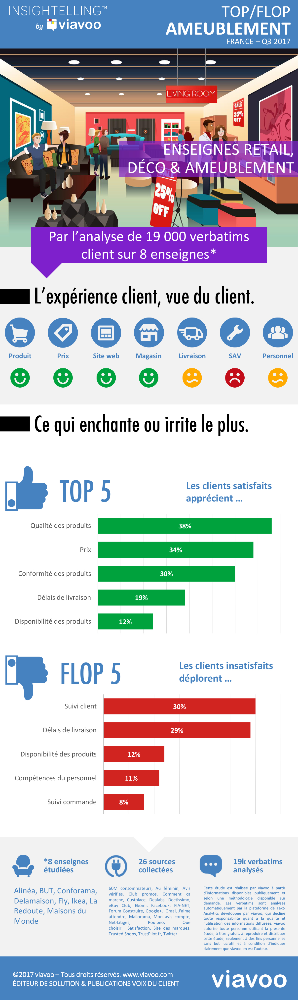 INSIGHTELLING™
by viavoo
TOP/FLOP
AMEUBLEMENT
FRANCE – Q3 2017
LIVING ROOM
SALE
25%
OFF
ENSEIGNES RETAIL,
DÉCO & AMEUBLEMENT
SALE
25%
OFF
Par l’analyse de 19 000 verbatims
client sur 8 enseignes*
L’expérience client, vue du client.
Produit
Prix
Site web
Magasin
Livraison
SAV
Personnel
Ce qui enchante ou irrite le plus.
TOP 5
Les clients satisfaits
apprécient ...
Qualité des produits
38%
Prix
34%
Conformité des produits
30%
Délais de livraison
19%
Disponibilité des produits
12%
FLOP 5
Les clients insatisfaits
déplorent ...
Suivi client
30%
Délais de livraison
29%
Disponibilité des produits
12%
Compétences du personnel
11%
Suivi commande
8%
*8 enseignes
étudiées
Alinéa, BUT, Conforama,
Delamaison, Fly, Ikea, La
Redoute, Maisons du
Monde
26 sources
collectées
60M consommateurs, Au féminin, Avis
vérifiés, Club promos, Comment ca
marche, Custplace, Dealabs, Doctissimo,
eBuy Club, Ekomi, Facebook, FIA-NET,
Forum Construire, Google+, iGraal, J'aime
attendre, Mailorama, Mon avis compte,
Net-Litiges, Poulpeo, Que
choisir, Satizfaction, Site des marques,
Trusted Shops, TrustPilot.fr, Twitter.
19k verbatims
analysés
Cette étude est réalisée par viavoo à partir
d’informations disponibles publiquement et
selon une méthodologie disponible sur
demande. Les verbatims sont analysés
automatiquement par la plateforme de Text-
Analytics développée par viavoo, qui décline
toute responsabilité quant à la qualité et
l’utilisation des informations diffusées. viavoo
autorise toute personne utilisant la présente
étude, à titre gratuit, à reproduire et distribuer
cette étude, seulement à des fins personnelles
sans but lucratif et à condition d’indiquer
clairement que viavoo en est l’auteur.
©2017 viavoo – Tous droits réservés. www.viavoo.com
ÉDITEUR DE SOLUTION & PUBLICATIONS VOIX DU CLIENT
viavoo